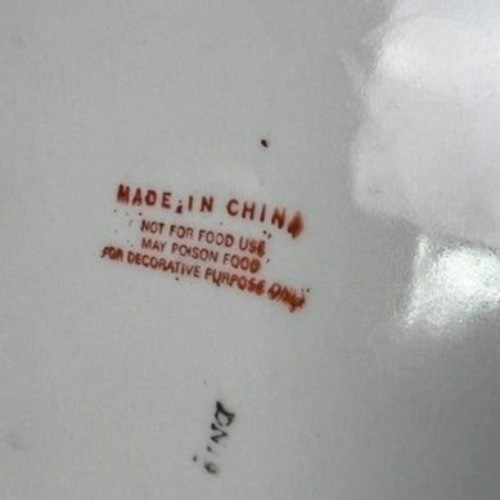 MADE IN CHINA
NOT FOR FOOD USE
MAY POISON FOOD
FOR DECORATIVE PURPOSE ONLY